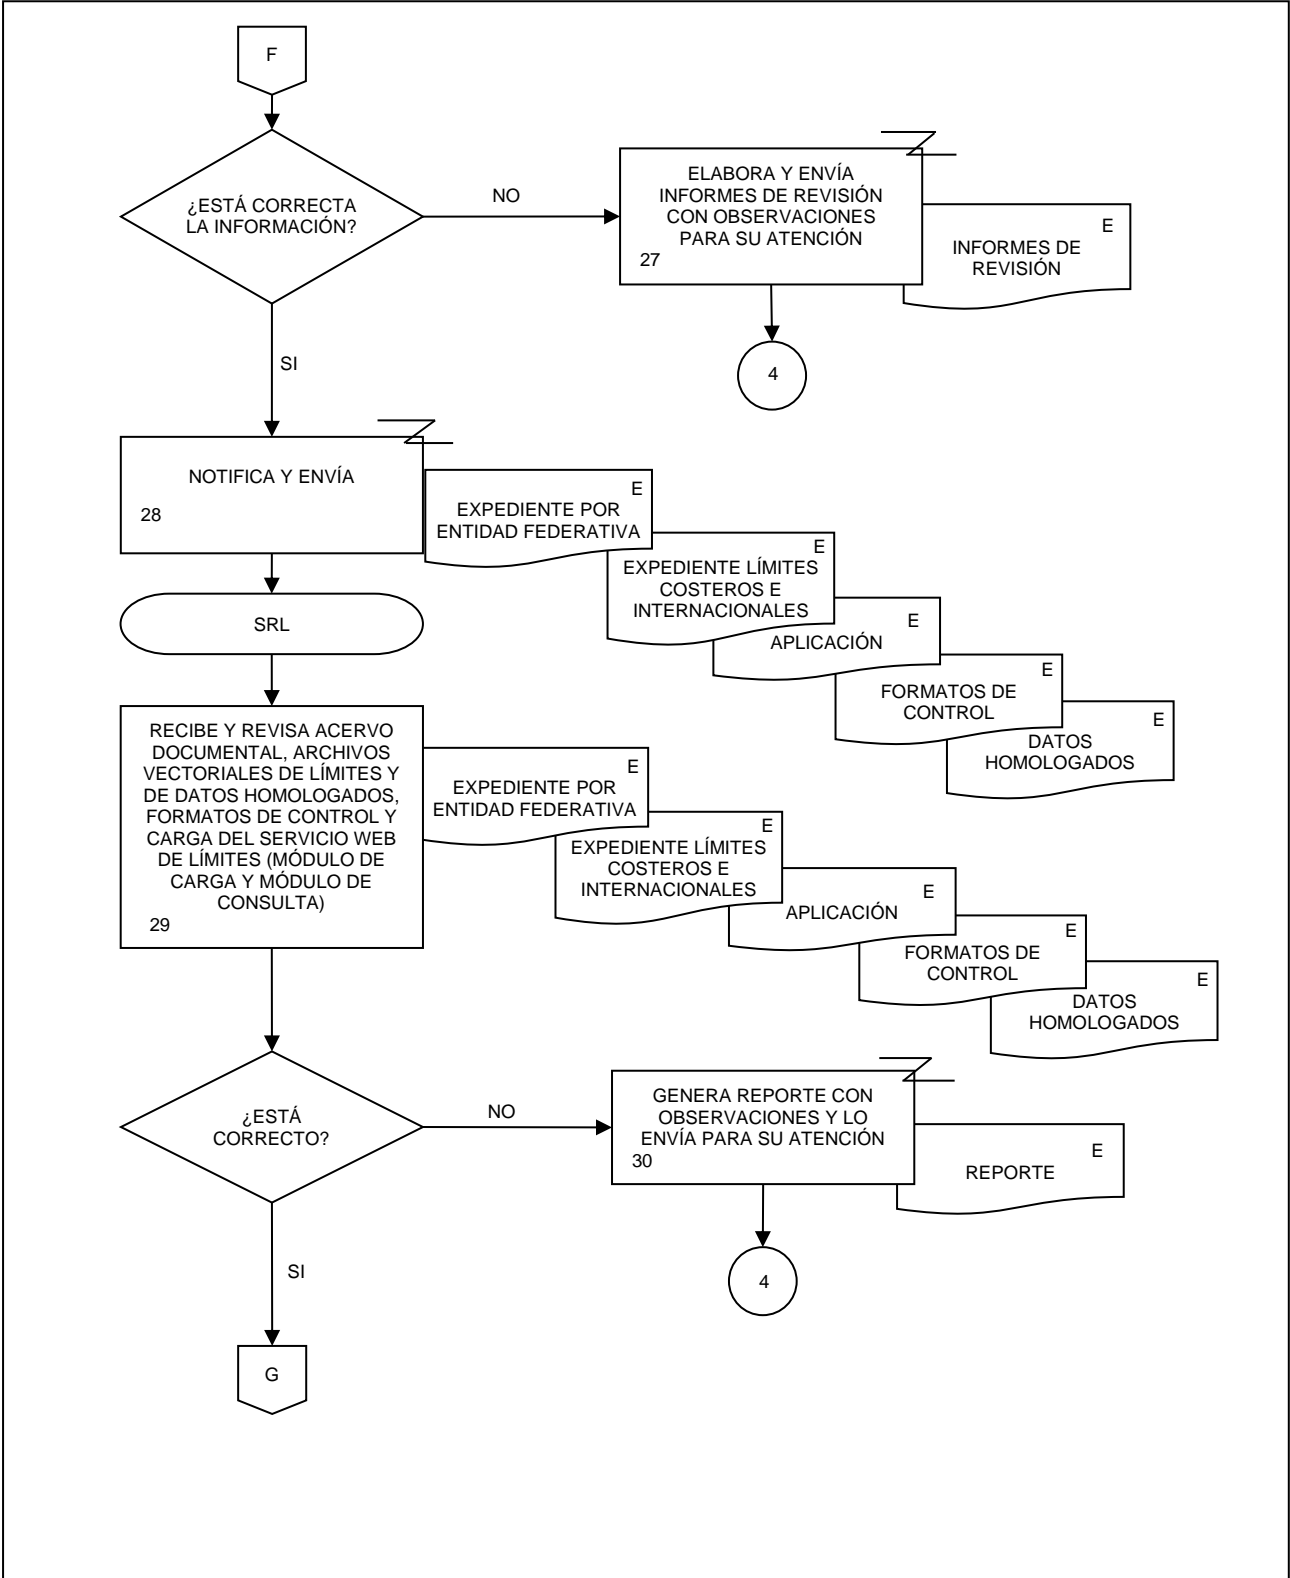 F
¿ESTÁ CORRECTA
LA INFORMACIÓN?
NO
ELABORA Y ENVÍA
INFORMES DE REVISIÓN
CON OBSERVACIONES
PARA SU ATENCIÓN
27
E
INFORMES DE
REVISIÓN
4
SI
NOTIFICA Y ENVÍA
28
E
EXPEDIENTE POR
ENTIDAD FEDERATIVA
E
EXPEDIENTE LÍMITES
COSTEROS E
INTERNACIONALES
E
APLICACIÓN
E
FORMATOS DE
CONTROL
E
DATOS
HOMOLOGADOS
SRL
RECIBE Y REVISA ACERVO
DOCUMENTAL, ARCHIVOS
VECTORIALES DE LÍMITES Y
DE DATOS HOMOLOGADOS,
FORMATOS DE CONTROL Y
CARGA DEL SERVICIO WEB
DE LÍMITES (MÓDULO DE
CARGA Y MÓDULO DE
CONSULTA)
29
E
EXPEDIENTE POR
ENTIDAD FEDERATIVA
E
EXPEDIENTE LÍMITES
COSTEROS E
INTERNACIONALES
E
APLICACIÓN
E
FORMATOS DE
CONTROL
E
DATOS
HOMOLOGADOS
¿ESTÁ
CORRECTO?
NO
GENERA REPORTE CON
OBSERVACIONES Y LO
ENVÍA PARA SU ATENCIÓN
30
E
REPORTE
4
SI
G